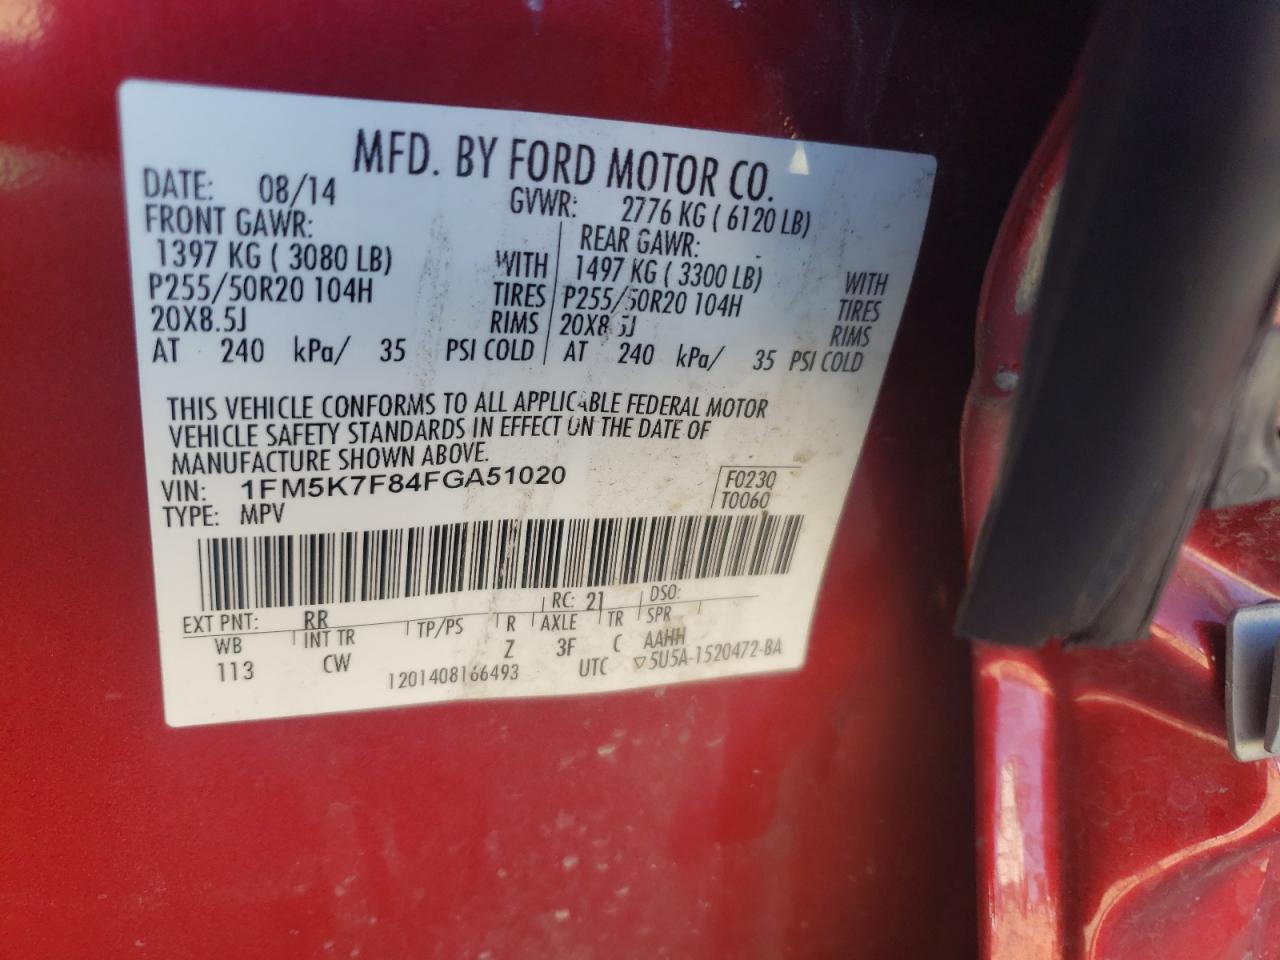 MFD. BY FORD MOTOR CO.
DATE: 08/14 GVWR: 2776 KG ( 6120 LB)
FRONT GAWR: REAR GAWR:
1397 KG ( 3080 LB) WITH 1497 KG ( 3300 LB) WITH
P255/50R20 104H TIRES P255/50R20 104H TIRES
20X8.5J RIMS 20X8.5J RIMS
AT 240 kPa/ 35 PSI COLD AT 240 kPa/ 35 PSI COLD
THIS VEHICLE CONFORMS TO ALL APPLICABLE FEDERAL MOTOR
VEHICLE SAFETY STANDARDS IN EFFECT ON THE DATE OF
MANUFACTURE SHOWN ABOVE.
VIN: 1FM5K7F84FGA51020 F0230
TYPE: MPV T0060
EXT PNT: RR RC: 21 DSO:
WB INT TR TP/PS R AXLE TR SPR
113 CW Z 3F C AAHH
1201408166493 UTC ▽5U5A-1520472-BA